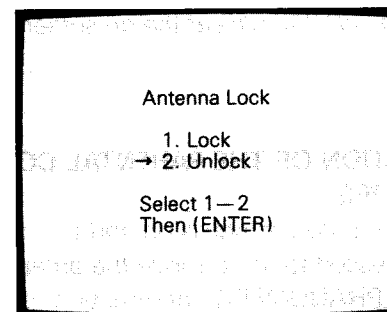 Antenna Lock
1. Lock
→ 2. Unlock
Select 1—2
Then (ENTER)